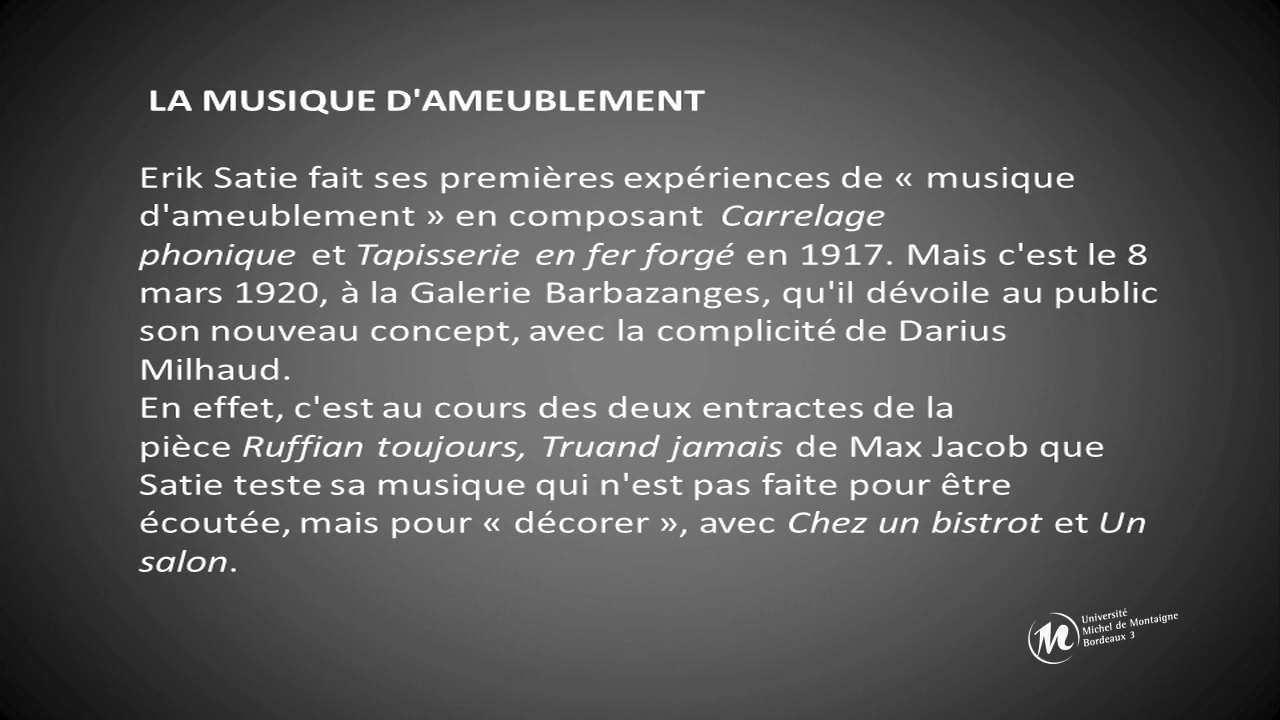 LA MUSIQUE D'AMEUBLEMENT
Erik Satie fait ses premières expériences de « musique
d'ameublement » en composant Carrelage
phonique et Tapisserie en fer forgé en 1917. Mais c'est le 8
mars 1920, à la Galerie Barbazanges, qu'il dévoile au public
son nouveau concept, avec la complicité de Darius
Milhaud.
En effet, c'est au cours des deux entractes de la
pièce Ruffian toujours, Truand jamais de Max Jacob que
Satie teste sa musique qui n'est pas faite pour être
écoutée, mais pour « décorer », avec Chez un bistrot et Un
salon.
Université
Michel de Montaigne
Bordeaux 3